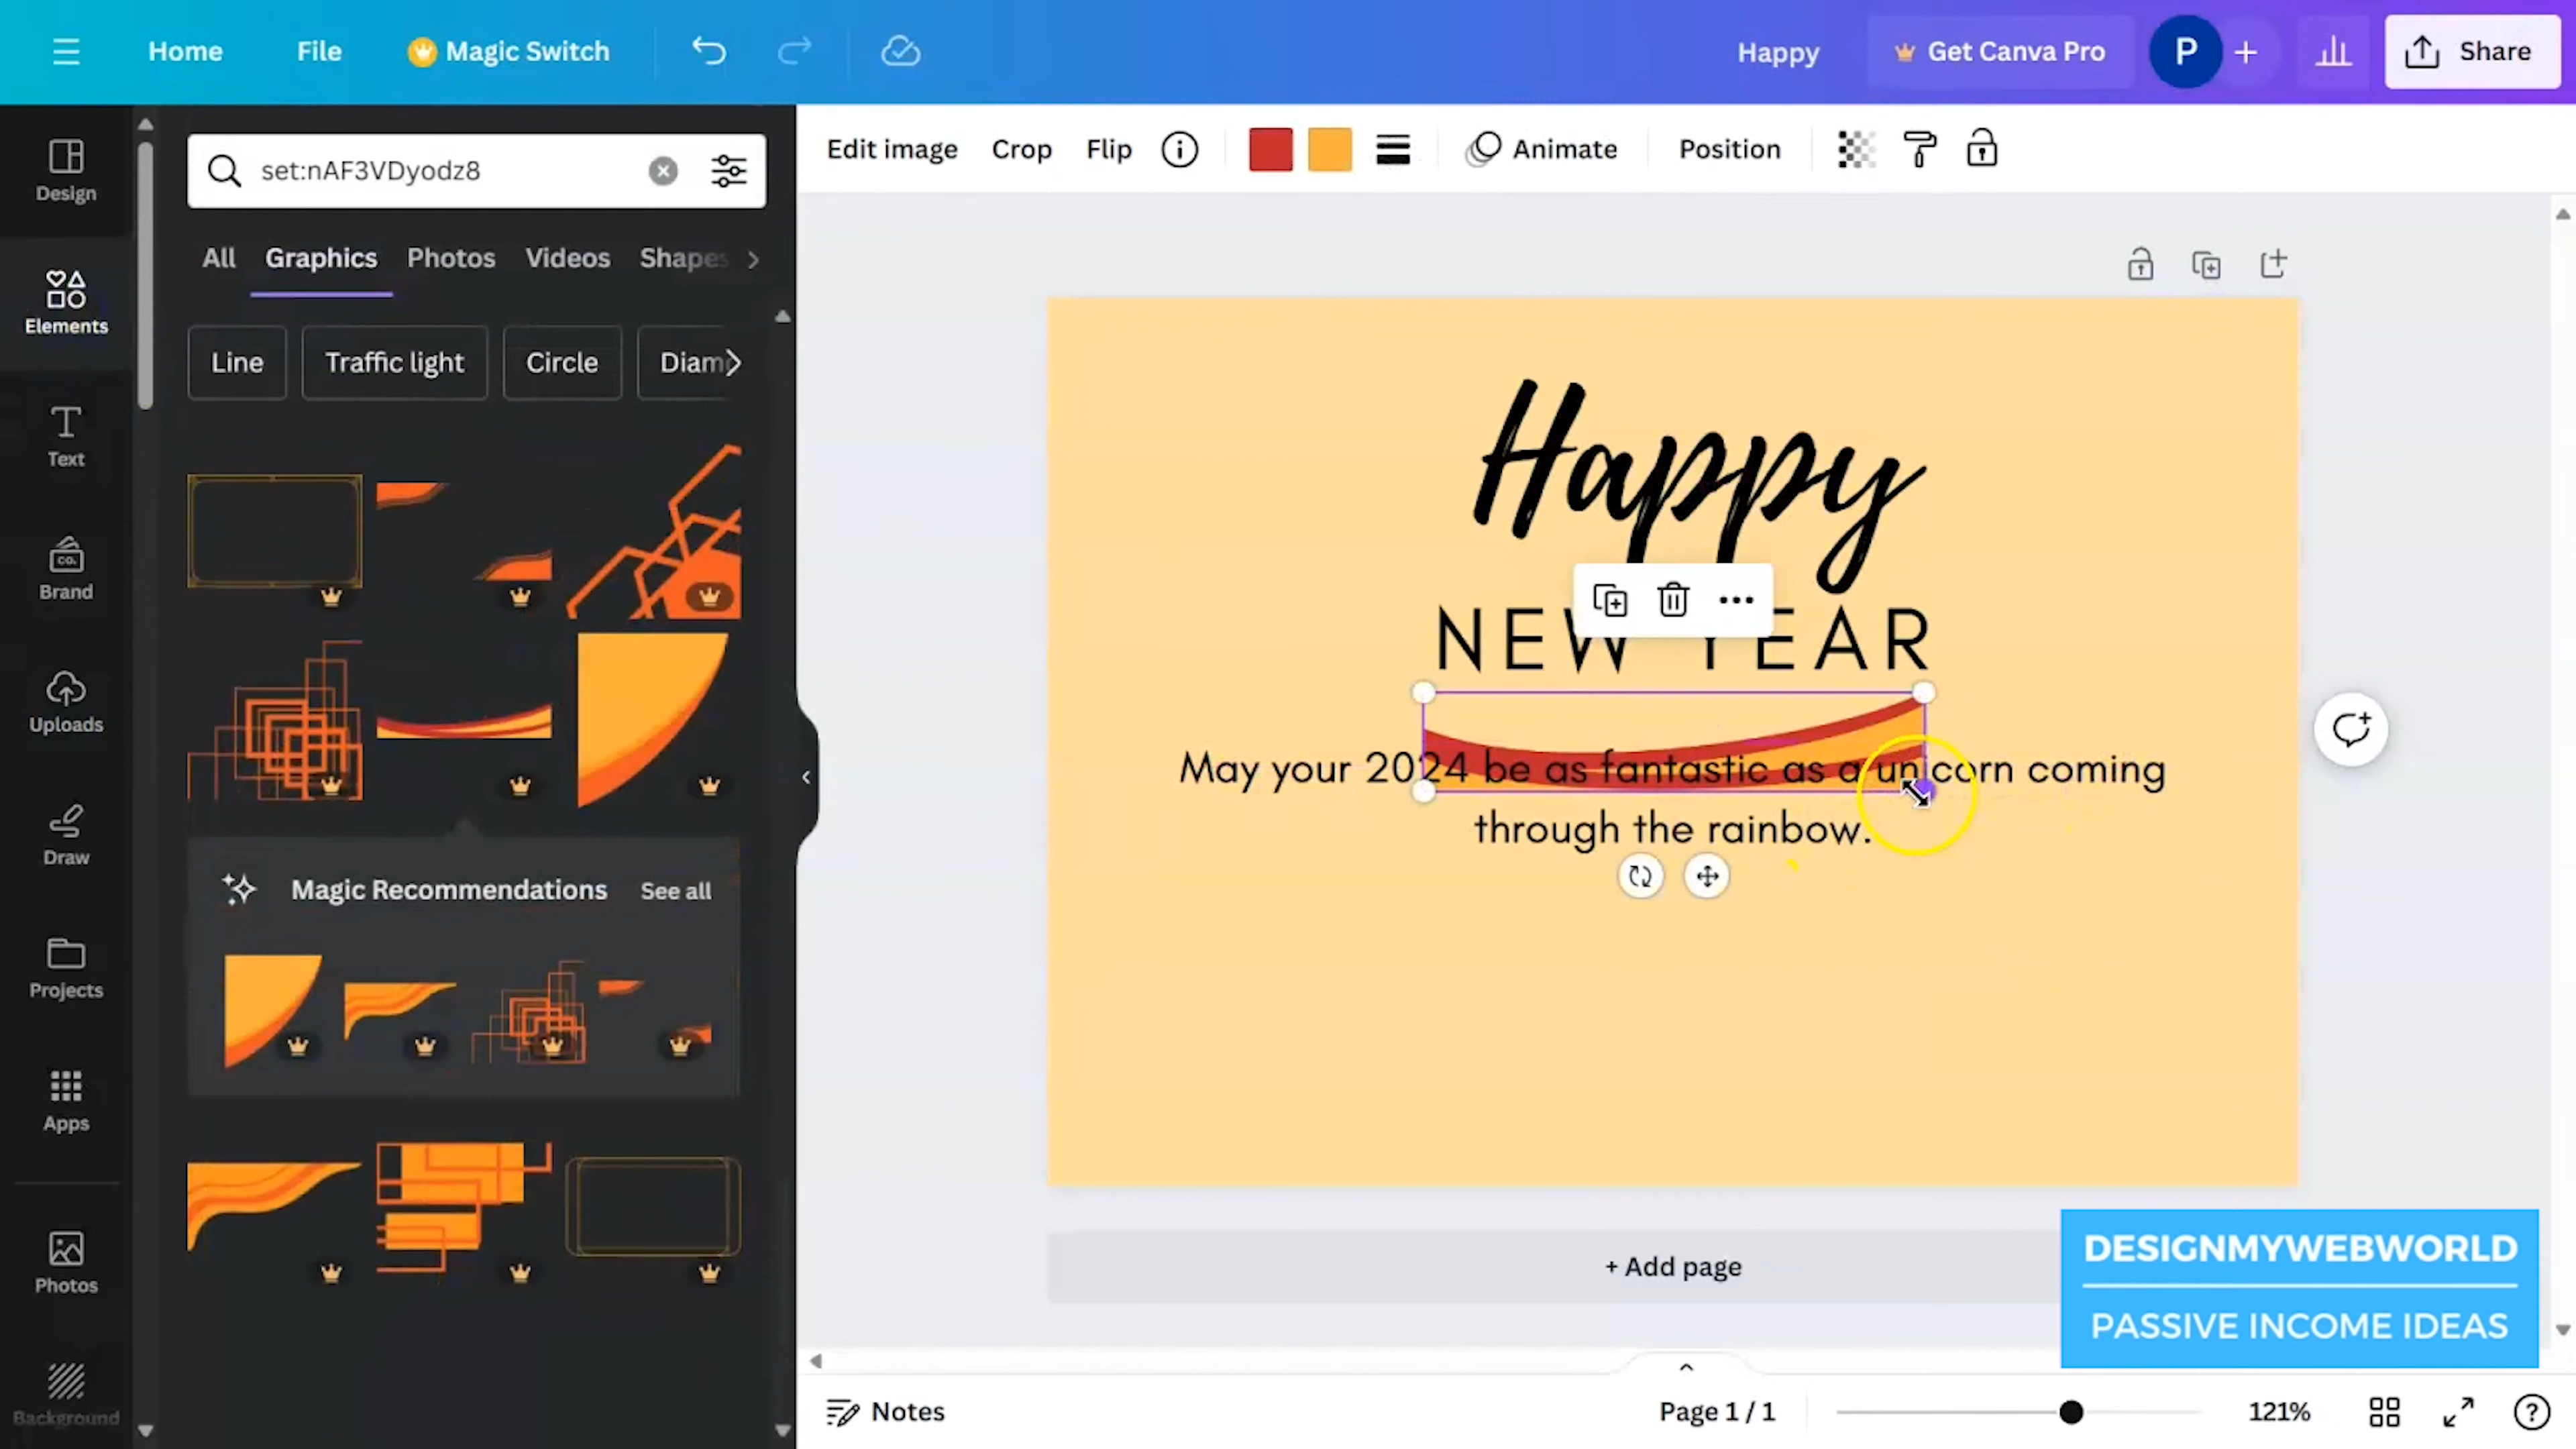 Home File Magic Switch Happy Get Canva Pro P Share
Design
Elements
Text
Brand
CO.
Uploads
Draw
Projects
Apps
Photos
Background
set:nAF3VDyodz8
All Graphics Photos Videos Shapes
Line Traffic light Circle
Magic Recommendations See all
Edit image Crop Flip Animate Position
Happy
NEW YEAR
May your 2024 be as fantastic as a unicorn coming
through the rainbow.
+ Add page
DESIGNMYWEBWORLD
PASSIVE INCOME IDEAS
Notes Page 1 / 1 121%